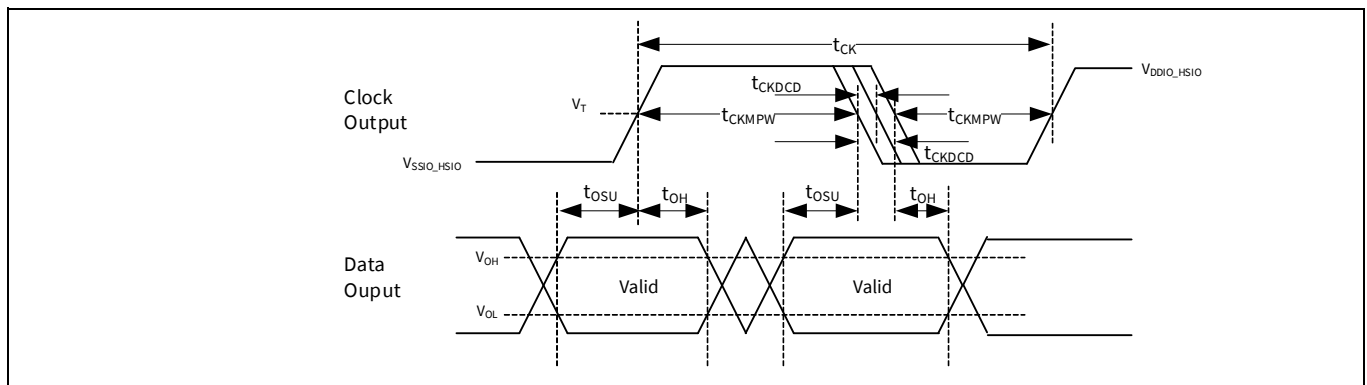 tCK
VDDIO_HSIO
tCKDCD
Clock
Output
VT
tCKMPW
tCKMPW
tCKDCD
VSSIO_HSIO
tOSU
tOH
tOSU
tOH
Data
Ouput
VOH
Valid
Valid
VOL